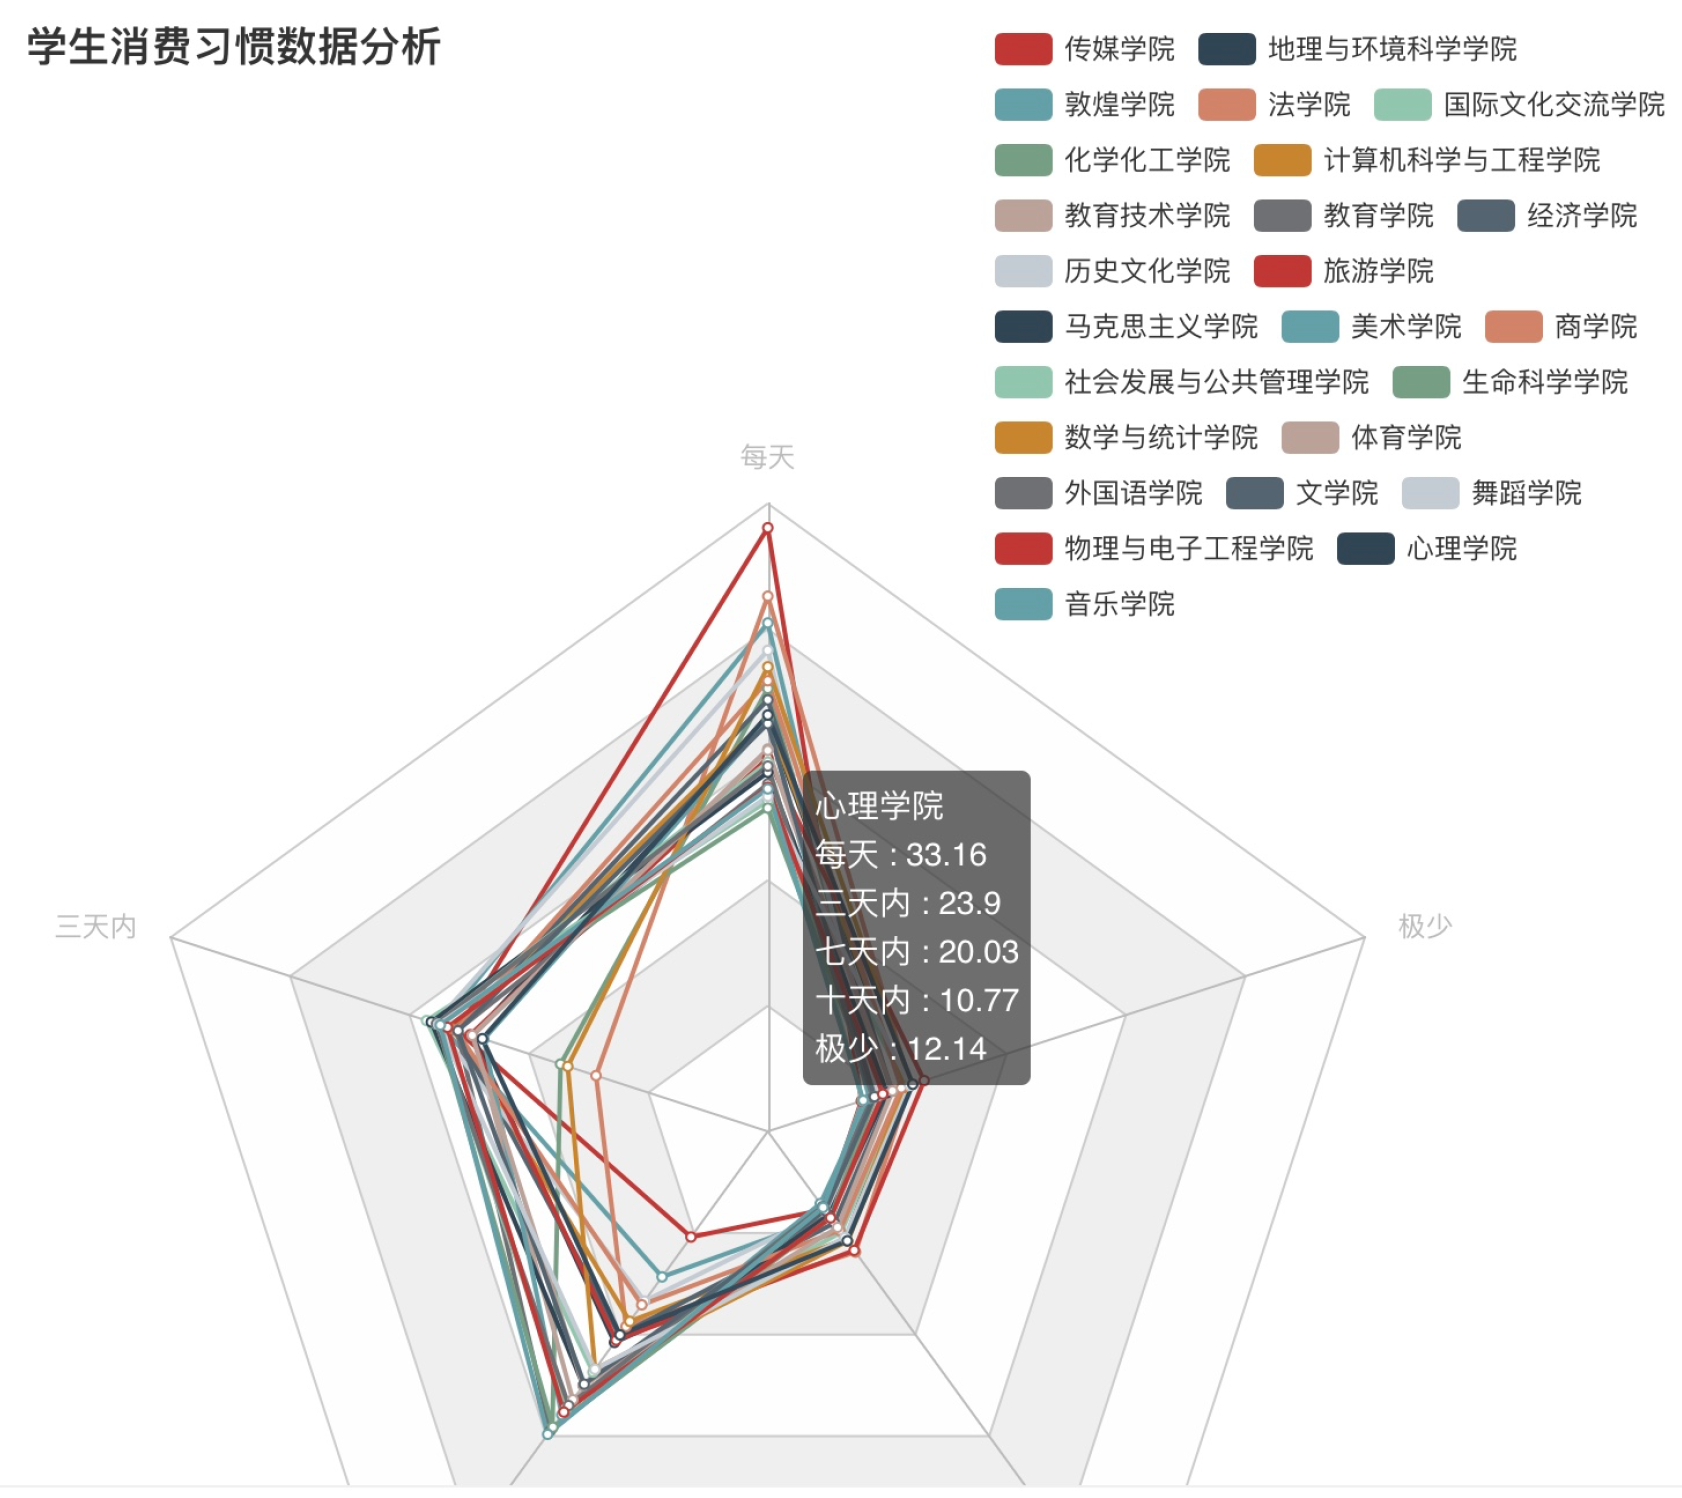 学生消费习惯数据分析
传媒学院 地理与环境科学学院
敦煌学院 法学院 国际文化交流学院
化学化工学院 计算机科学与工程学院
教育技术学院 教育学院 经济学院
历史文化学院 旅游学院
马克思主义学院 美术学院 商学院
社会发展与公共管理学院 生命科学学院
数学与统计学院 体育学院
外国语学院 文学院 舞蹈学院
物理与电子工程学院 心理学院
音乐学院
每天
三天内
极少
心理学院
每天 : 33.16
三天内 : 23.9
七天内 : 20.03
十天内 : 10.77
极少 : 12.14